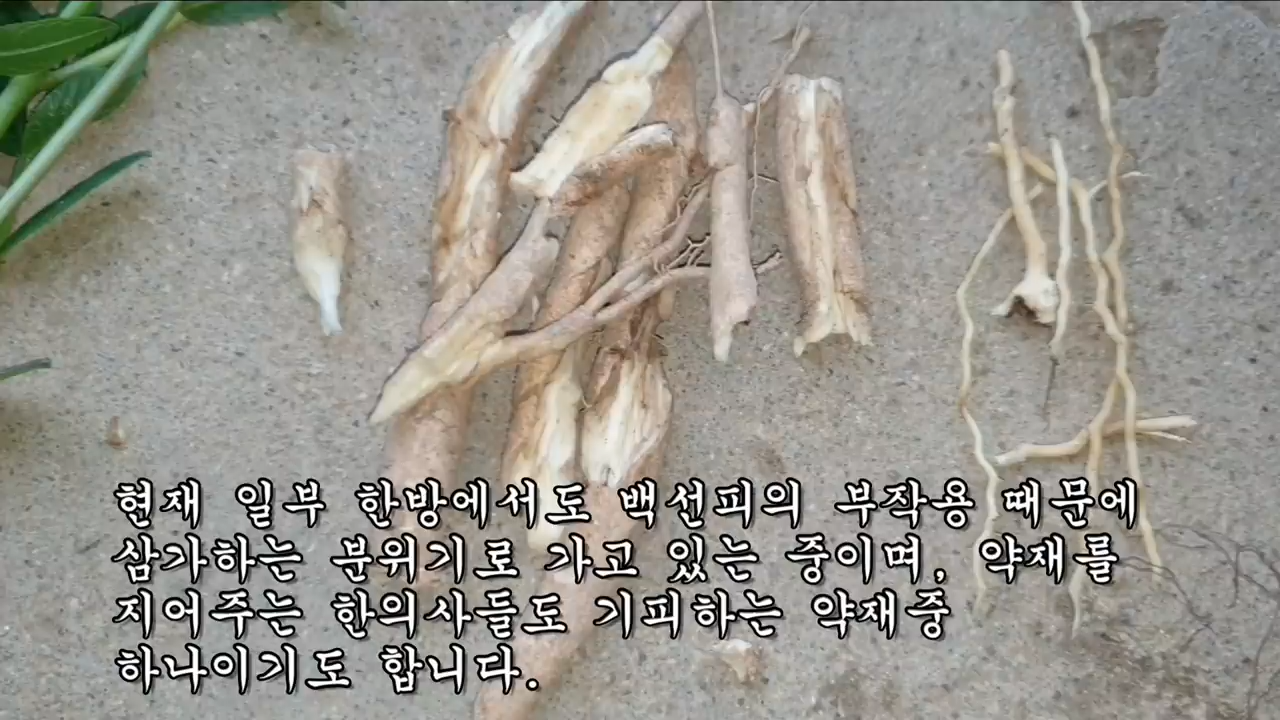 현재 일부 한방에서도 백선피의 부작용 때문에
삼가하는 분위기로 가고 있는 중이며, 약재를
지어주는 한의사들도 기피하는 약재중
하나이기도 합니다.